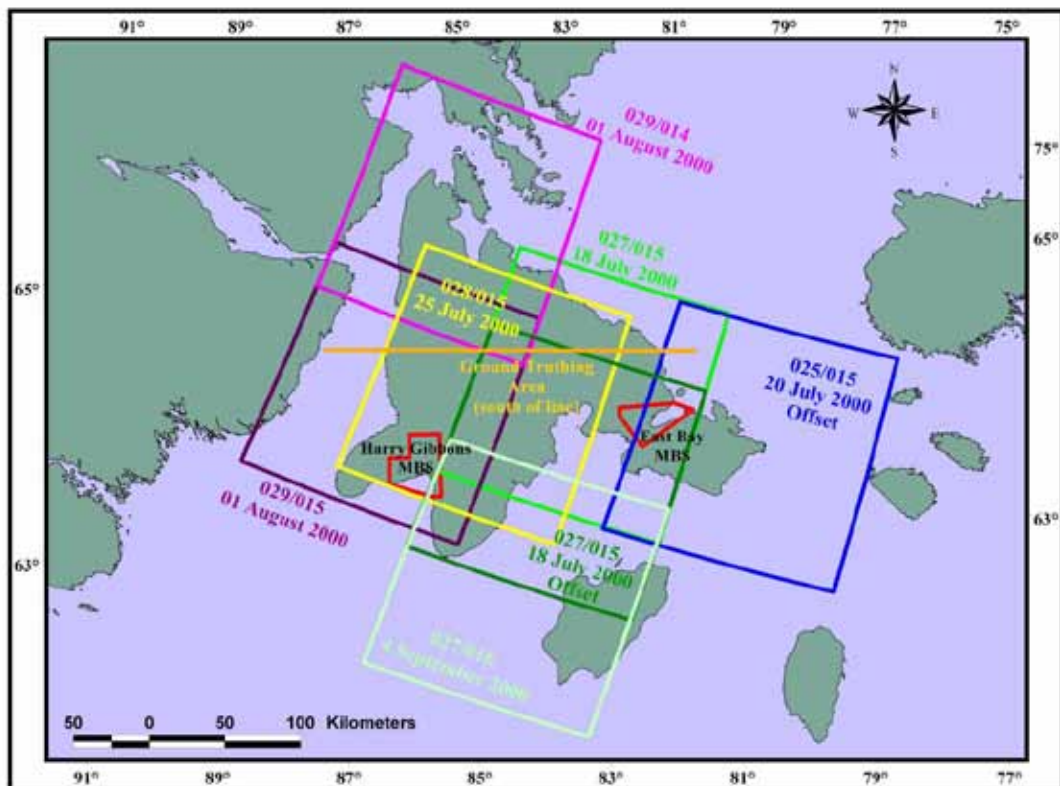 91° 89° 87° 85° 83° 81° 79° 77° 75°
N
W E
S
029/014
01 August 2000
75°
027/015
18 July 2000
65°
65°
028/015
25 July 2000
025/015
20 July 2000
Offset
Ground Truthing
Area
(south of line)
East Bay
MBS
Harry Gibbons
MBS
029/015
01 August 2000
63°
027/015
18 July 2000
Offset
63°
4 September 2000
50 0 50 100 Kilometers
91° 89° 87° 85° 83° 81° 79° 77°